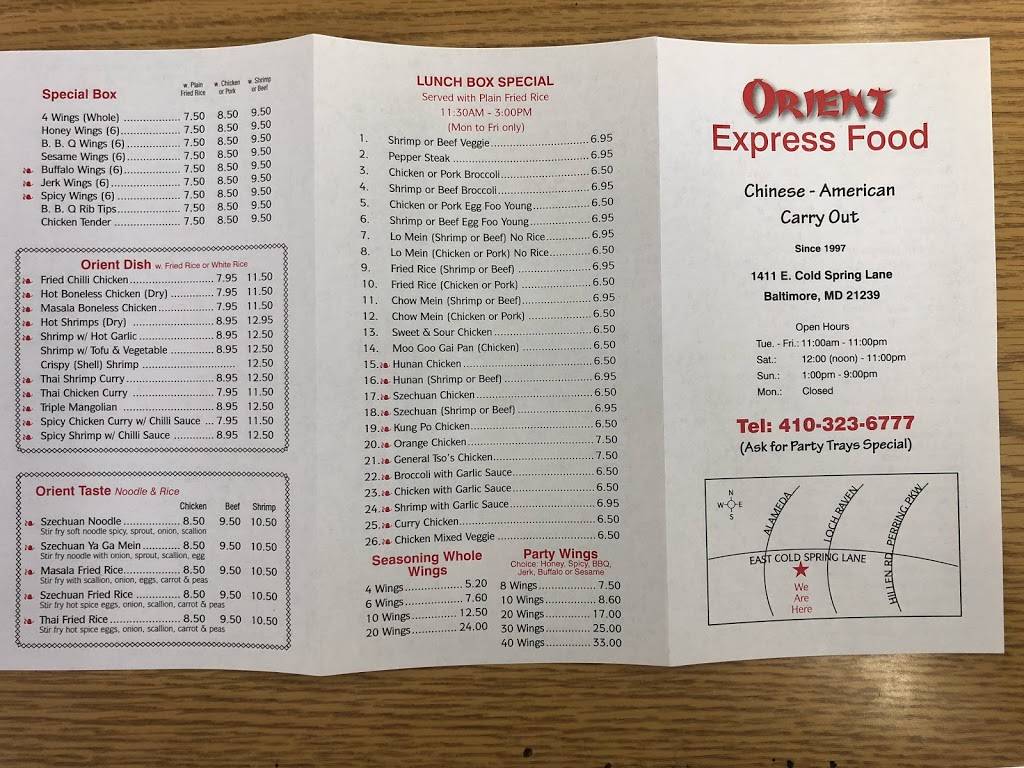 Special Box w. Plain Fried Rice w. Chicken or Pork w. Shrimp or Beef
4 Wings (Whole) .................. 7.50 8.50 9.50
Honey Wings (6)................... 7.50 8.50 9.50
B. B. Q Wings (6)................. 7.50 8.50 9.50
Sesame Wings (6)................. 7.50 8.50 9.50
Buffalo Wings (6)................. 7.50 8.50 9.50
Jerk Wings (6)..................... 7.50 8.50 9.50
Spicy Wings (6) ................... 7.50 8.50 9.50
B. B. Q Rib Tips................... 7.50 8.50 9.50
Chicken Tender ................... 7.50 8.50 9.50
Orient Dish w. Fried Rice or White Rice
Fried Chilli Chicken................... 7.95 11.50
Hot Boneless Chicken (Dry) ............. 7.95 11.50
Masala Boneless Chicken................ 7.95 11.50
Hot Shrimps (Dry) ..................... 8.95 12.95
Shrimp w/ Hot Garlic .................. 8.95 12.50
Shrimp w/ Tofu & Vegetable ............ 8.95 12.50
Crispy (Shell) Shrimp .................. 12.50
Thai Shrimp Curry...................... 8.95 12.50
Thai Chicken Curry .................... 7.95 11.50
Triple Mangolian ...................... 8.95 12.50
Spicy Chicken Curry w/ Chilli Sauce ... 7.95 11.50
Spicy Shrimp w/ Chilli Sauce .......... 8.95 12.50
Orient Taste Noodle & Rice
Chicken Beef Shrimp
Szechuan Noodle................ 8.50 9.50 10.50
Stir fry soft noodle spicy, sprout, onion, scallion
Szechuan Ya Ga Mein........... 8.50 9.50 10.50
Stir fry noodle with onion, sprout, scallion, egg
Masala Fried Rice............... 8.50 9.50 10.50
Stir fry with scallion, onion, eggs, carrot & peas
Szechuan Fried Rice ............ 8.50 9.50 10.50
Stir fry hot spice eggs, onion, scallion, carrot & peas
Thai Fried Rice.................. 8.50 9.50 10.50
Stir fry hot spice eggs, onion, scallion, carrot & peas
LUNCH BOX SPECIAL
Served with Plain Fried Rice
11:30AM - 3:00PM
(Mon to Fri only)
1. Shrimp or Beef Veggie.............................. 6.95
2. Pepper Steak ....................................... 6.95
3. Chicken or Pork Broccoli........................... 6.50
4. Shrimp or Beef Broccoli............................ 6.95
5. Chicken or Pork Egg Foo Young..................... 6.50
6. Shrimp or Beef Egg Foo Young...................... 6.95
7. Lo Mein (Shrimp or Beef) No Rice.................. 6.95
8. Lo Mein (Chicken or Pork) No Rice................. 6.50
9. Fried Rice (Shrimp or Beef) ....................... 6.95
10. Fried Rice (Chicken or Pork) ..................... 6.50
11. Chow Mein (Shrimp or Beef)....................... 6.95
12. Chow Mein (Chicken or Pork) ..................... 6.50
13. Sweet & Sour Chicken ............................ 6.50
14. Moo Goo Gai Pan (Chicken) ....................... 6.50
15. Hunan Chicken ................................... 6.50
16. Hunan (Shrimp or Beef) .......................... 6.95
17. Szechuan Chicken ................................ 6.50
18. Szechuan (Shrimp or Beef) ....................... 6.95
19. Kung Po Chicken ................................. 6.50
20. Orange Chicken................................... 7.50
21. General Tso's Chicken............................ 7.50
22. Broccoli with Garlic Sauce....................... 6.50
23. Chicken with Garlic Sauce........................ 6.50
24. Shrimp with Garlic Sauce......................... 6.95
25. Curry Chicken.................................... 6.50
26. Chicken Mixed Veggie ............................ 6.50
Seasoning Whole
Wings
4 Wings................. 5.20
6 Wings................. 7.60
10 Wings............... 12.50
20 Wings............... 24.00
Party Wings
Choice: Honey, Spicy, BBQ,
Jerk, Buffalo or Sesame
8 Wings................. 7.50
10 Wings................ 8.60
20 Wings............... 17.00
30 Wings............... 25.00
40 Wings............... 33.00
ORIENT
Express Food
Chinese - American
Carry Out
Since 1997
1411 E. Cold Spring Lane
Baltimore, MD 21239
Open Hours
Tue. - Fri.: 11:00am - 11:00pm
Sat.: 12:00 (noon) - 11:00pm
Sun.: 1:00pm - 9:00pm
Mon.: Closed
Tel: 410-323-6777
(Ask for Party Trays Special)
N
W E
S
ALAMEDA
LOCH RAVEN
HILLEN RD PERRING PKW
EAST COLD SPRING LANE
We
Are
Here